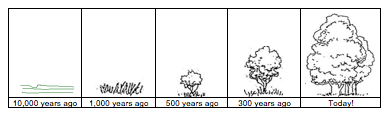 10,000 years ago
1,000 years ago
500 years ago
300 years ago
Today!